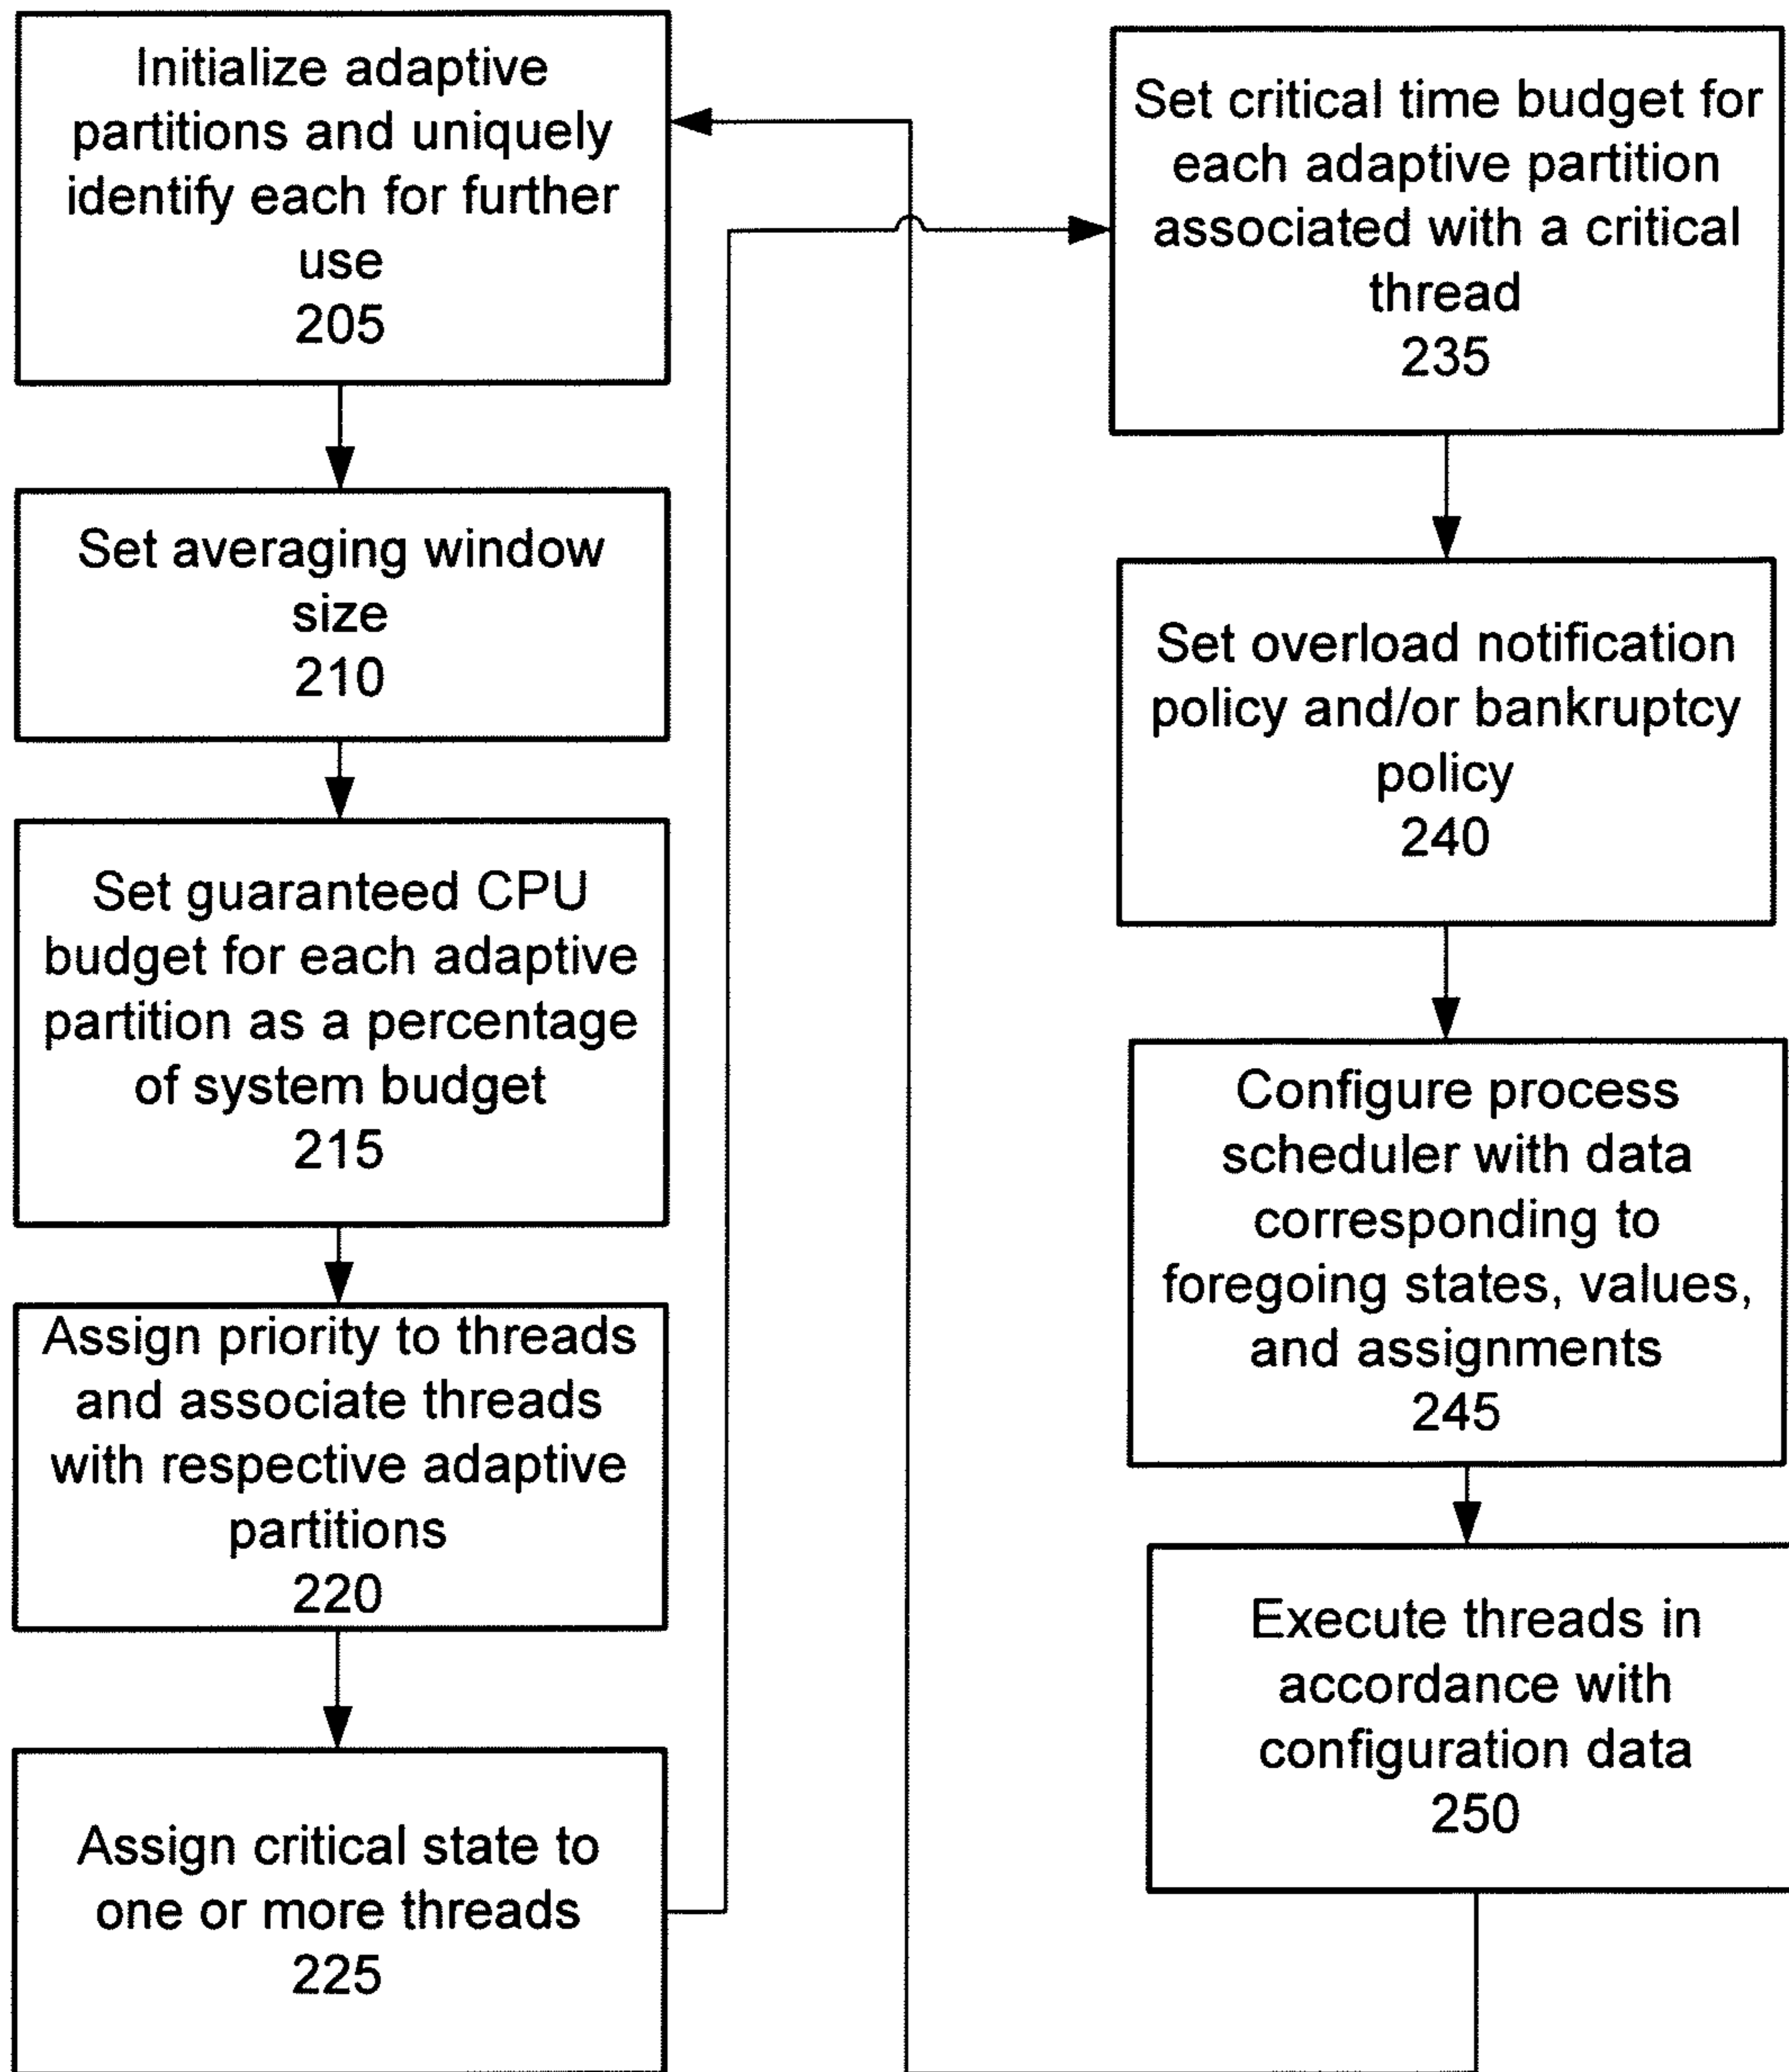 Initialize adaptive
partitions and uniquely
identify each for further
use
205
Set averaging window
size
210
Set guaranteed CPU
budget for each adaptive
partition as a percentage
of system budget
215
Assign priority to threads
and associate threads
with respective adaptive
partitions
220
Assign critical state to
one or more threads
225
Set critical time budget for
each adaptive partition
associated with a critical
thread
235
Set overload notification
policy and/or bankruptcy
policy
240
Configure process
scheduler with data
corresponding to
foregoing states, values,
and assignments
245
Execute threads in
accordance with
configuration data
250